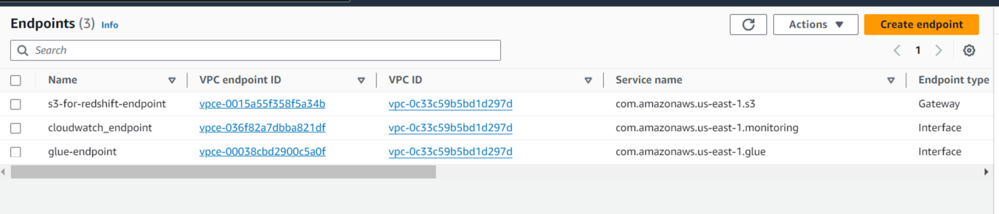 Endpoints (3) Info
Actions
Create endpoint
Search
1
Name VPC endpoint ID VPC ID Service name Endpoint type
s3-for-redshift-endpoint vpce-0015a55f358f5a34b vpc-0c33c59b5bd1d297d com.amazonaws.us-east-1.s3 Gateway
cloudwatch_endpoint vpce-036f82a7dbba821df vpc-0c33c59b5bd1d297d com.amazonaws.us-east-1.monitoring Interface
glue-endpoint vpce-00038cbd2900c5a0f vpc-0c33c59b5bd1d297d com.amazonaws.us-east-1.glue Interface